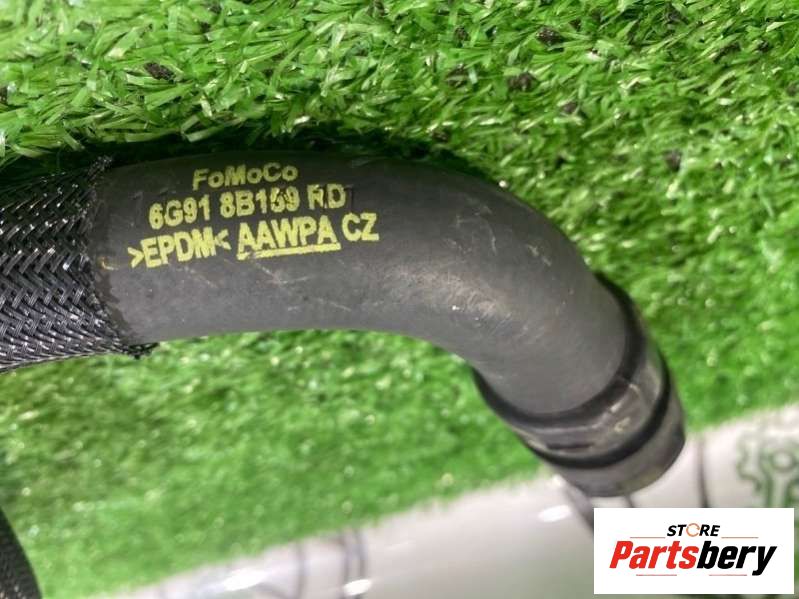 FoMoCo
6G91 8B159 RD
>EPDM< AAWPA CZ
STORE
Partsbery